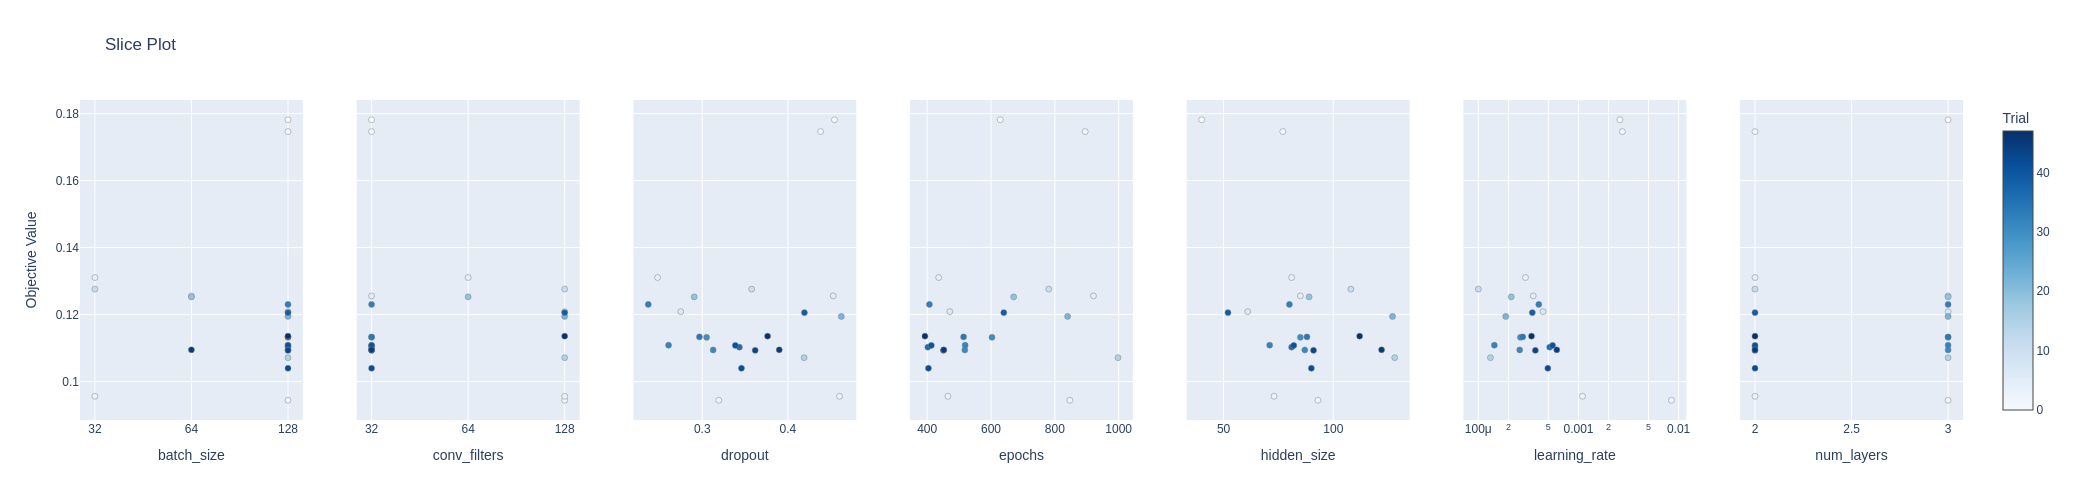 Slice Plot
Trial
0.18
0.16
0.14
0.12
0.1
Objective Value
40
30
20
10
0
32 64 128
32 64 128
0.3 0.4
400 600 800 1000
50 100
100μ 2 5 0.001 2 5 0.01
2 2.5 3
batch_size
conv_filters
dropout
epochs
hidden_size
learning_rate
num_layers